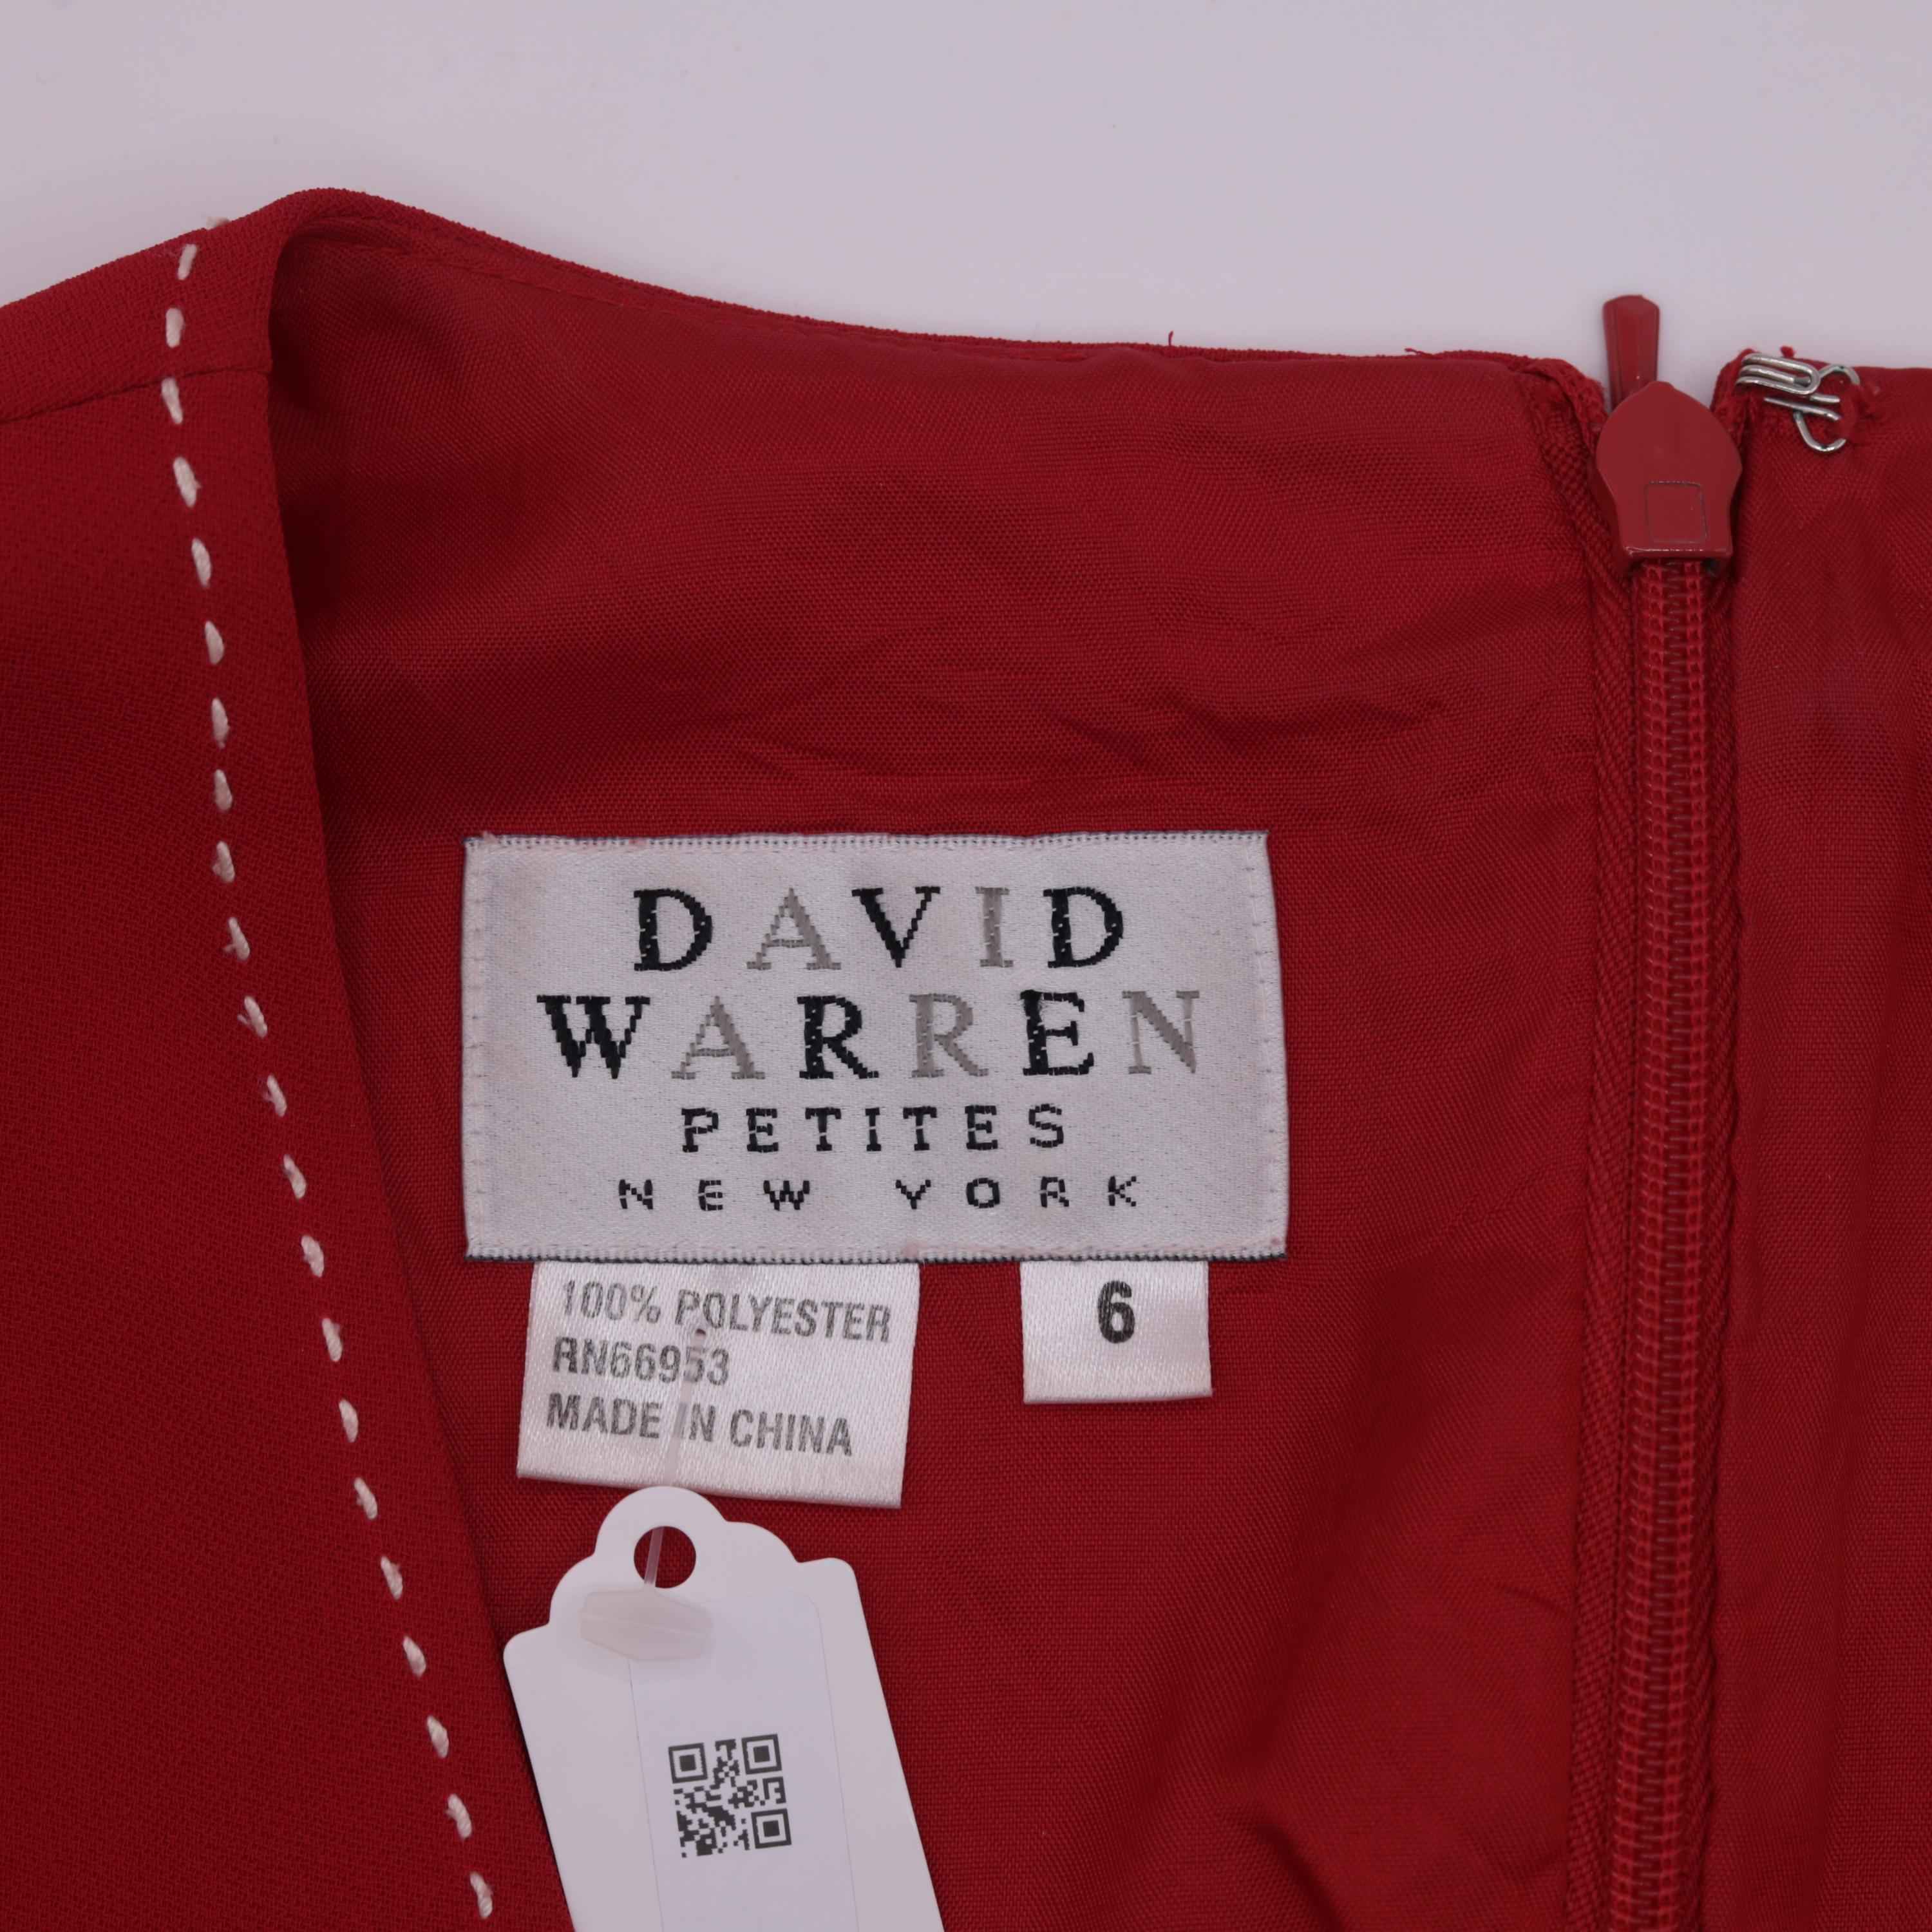 DAVID
WARREN
PETITES
NEW YORK
100% POLYESTER
RN66953
MADE IN CHINA
6